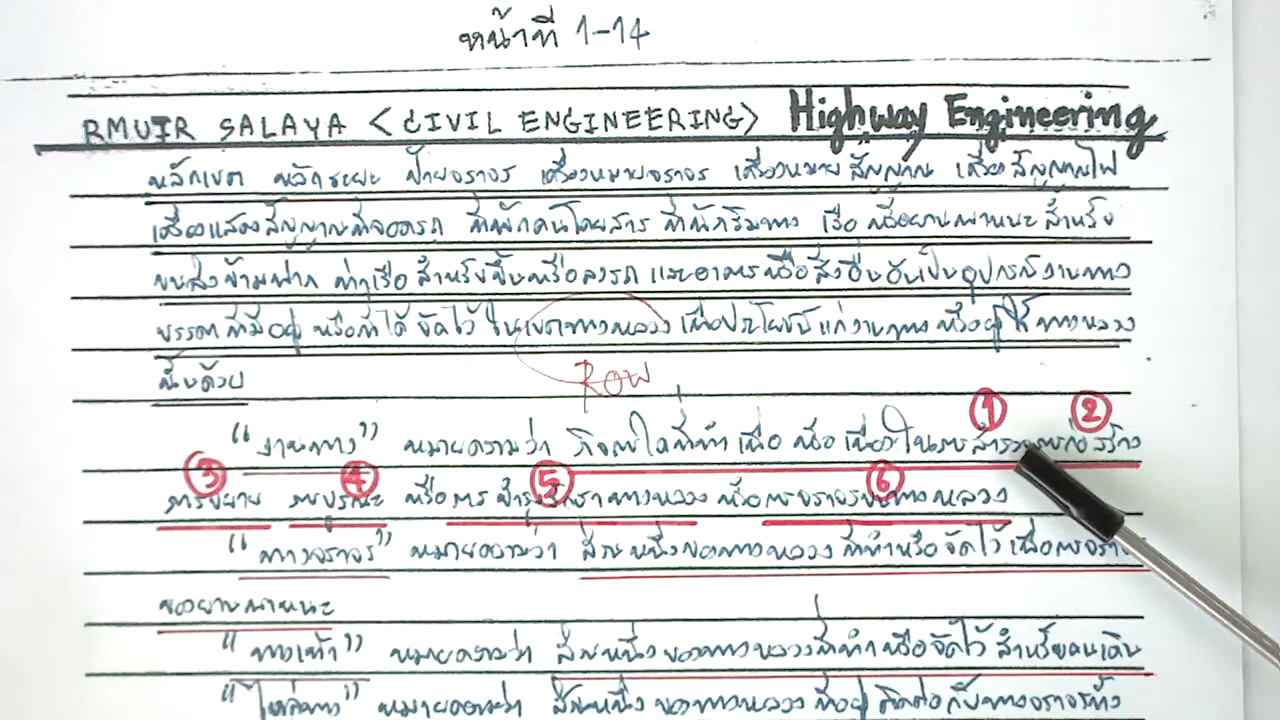 หน้าที่ 1-14
RMUTR SALAYA <CIVIL ENGINEERING> Highway Engineering
หลักเขต หลักระยะ ป้ายจราจร เครื่องหมายจราจร เครื่องหมายสัญญาณ เครื่องสัญญาณไฟ
เครื่องแสดงสัญญาณที่จอดรถ ที่พักคนโดยสาร ที่พักริมทาง เรือ หรือยานพาหนะสำหรับ
ขนส่งข้ามฟาก ท่าเรือ สำหรับขึ้นหรือลงรถ และอาคารหรือสิ่งอื่นอันเป็นอุปกรณ์งานทาง
บรรดาที่มีอยู่ หรือที่ได้จัดไว้ ในเขตทางหลวง เพื่อประโยชน์แก่งานทาง หรือผู้ใช้ทางหลวง
นั้นด้วย
ROW
1 2
"งานทาง" หมายความว่า กิจการใดที่ทำ เพื่อ หรือ เนื่องในการสำรวจ การก่อสร้าง
3 4 5 6
การขยาย การบูรณะ หรือการบำรุงรักษาทางหลวง หรือการจราจรบนทางหลวง
"ทางจราจร" หมายความว่า ส่วนหนึ่งของทางหลวงที่ทำหรือจัดไว้ เพื่อการจราจร
ของยานพาหนะ
"ทางเท้า" หมายความว่า ส่วนหนึ่งของทางหลวงที่ทำหรือจัดไว้ สำหรับคนเดิน
"ไหล่ทาง" หมายความว่า ส่วนหนึ่งของทางหลวงที่อยู่ติดต่อกับทางจราจรทั้ง